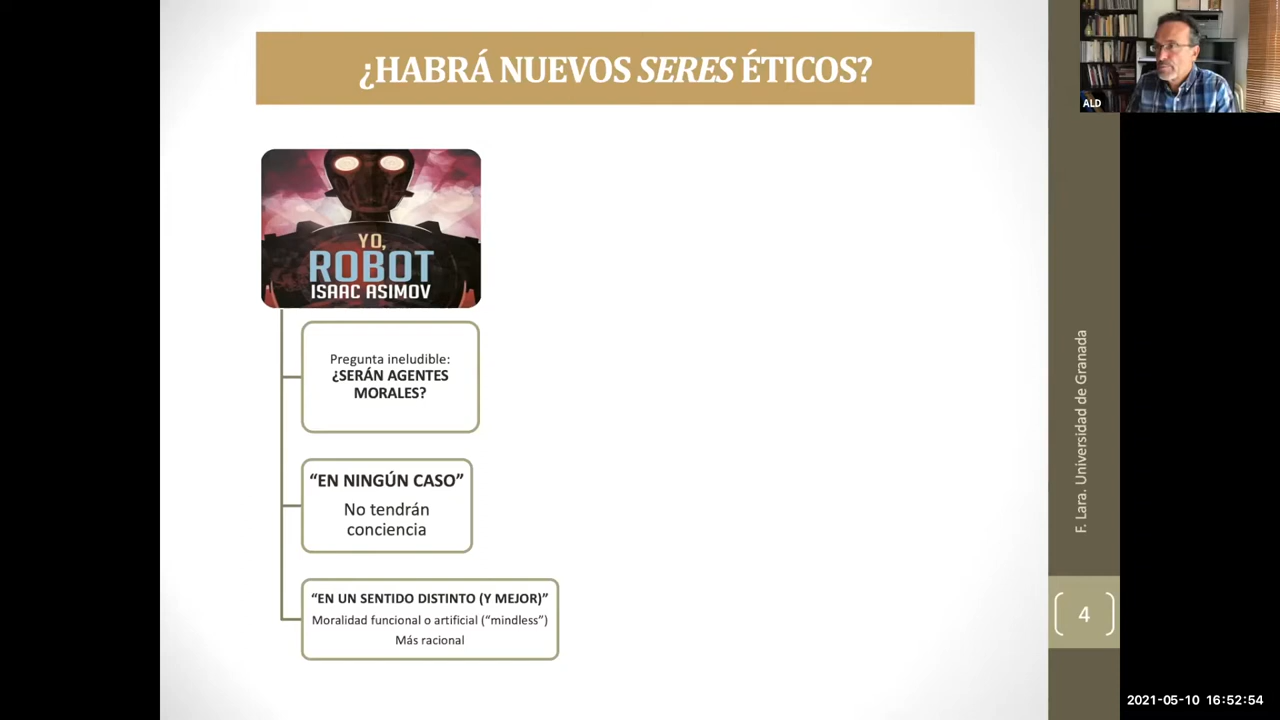 ¿HABRÁ NUEVOS SERES ÉTICOS?
ALD
YO,
ROBOT
ISAAC ASIMOV
Pregunta ineludible:
¿SERÁN AGENTES
MORALES?
“EN NINGÚN CASO”
No tendrán
conciencia
“EN UN SENTIDO DISTINTO (Y MEJOR)”
Moralidad funcional o artificial (“mindless”)
Más racional
F. Lara. Universidad de Granada
4
2021-05-10 16:52:54